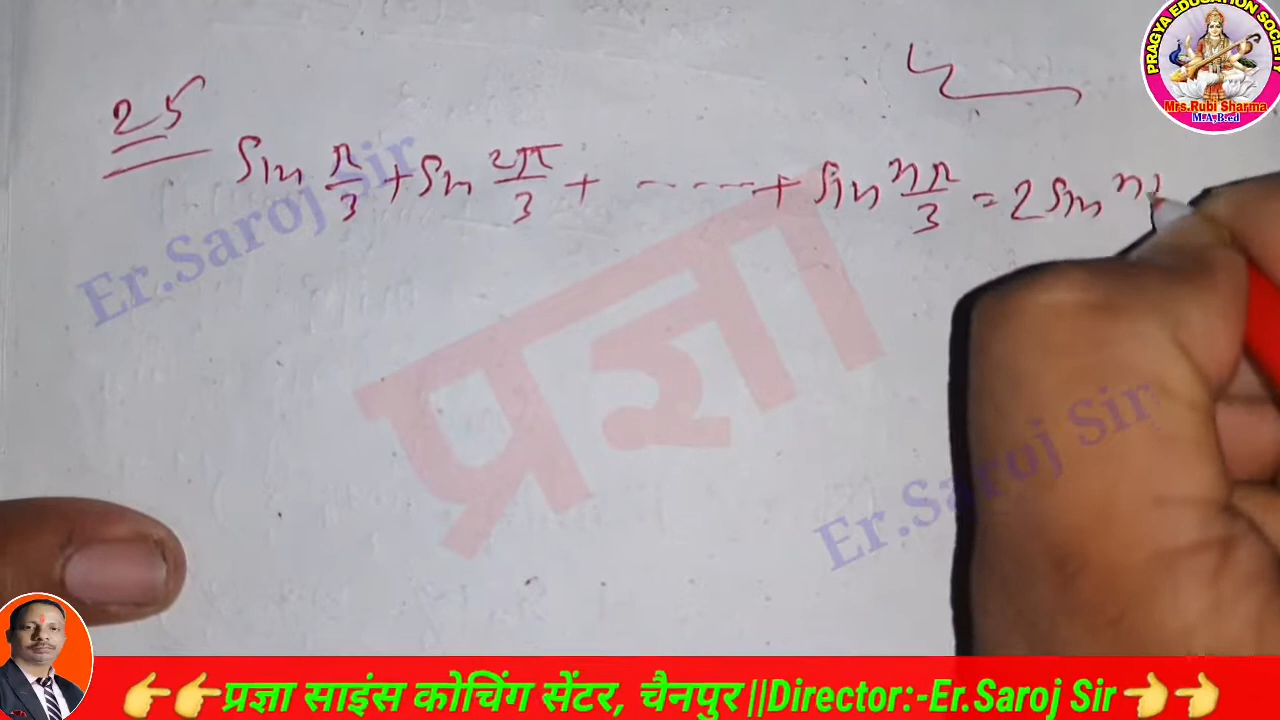 PRAGYA EDUCATION SOCIETY
Mrs.Rubi Sharma
M.A,B.ed
25
Sin π/3 + Sin 2π/3 + ----- + Sin nπ/3 = 2 Sin n
Er.Saroj Sir
प्रज्ञा
Er.Saroj Sir
👉👉प्रज्ञा साइंस कोचिंग सेंटर, चैनपुर||Director:-Er.Saroj Sir👈👈